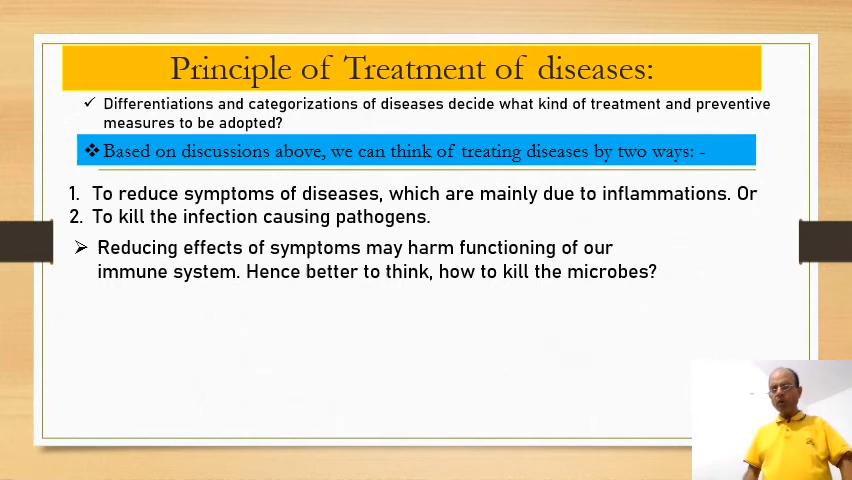 Principle of Treatment of diseases:
✓ Differentiations and categorizations of diseases decide what kind of treatment and preventive
measures to be adopted?
❖Based on discussions above, we can think of treating diseases by two ways: -
1. To reduce symptoms of diseases, which are mainly due to inflammations. Or
2. To kill the infection causing pathogens.
➢ Reducing effects of symptoms may harm functioning of our
immune system. Hence better to think, how to kill the microbes?